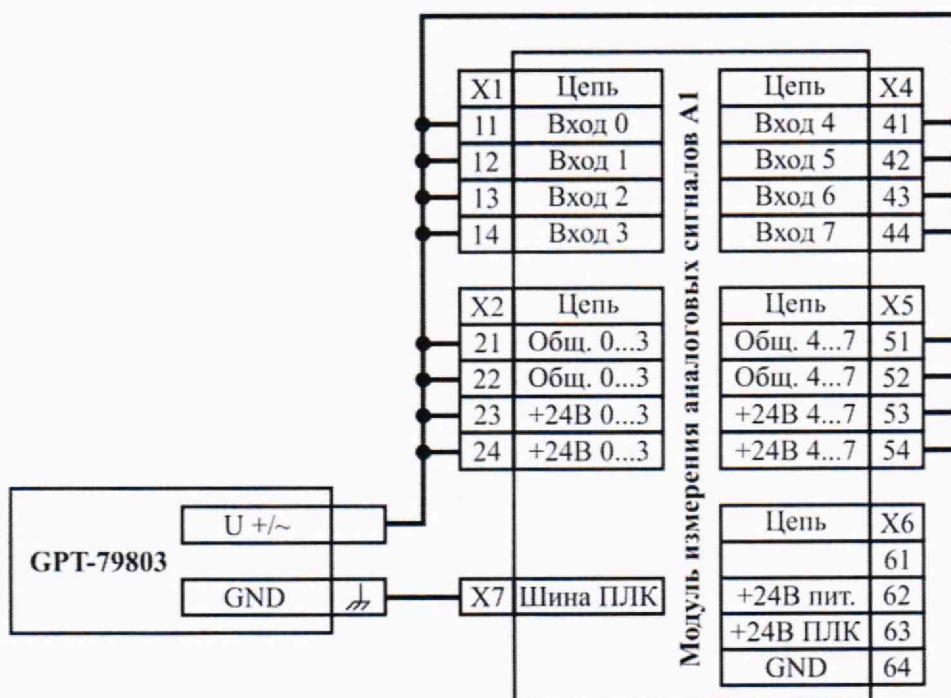 X1 Цепь
11 Вход 0
12 Вход 1
13 Вход 2
14 Вход 3
X2 Цепь
21 Общ. 0...3
22 Общ. 0...3
23 +24В 0...3
24 +24В 0...3
GPT-79803
U +/~
GND
X7 Шина ПЛК
Модуль измерения аналоговых сигналов А1
Цепь X4
Вход 4 41
Вход 5 42
Вход 6 43
Вход 7 44
Цепь X5
Общ. 4...7 51
Общ. 4...7 52
+24В 4...7 53
+24В 4...7 54
Цепь X6
61
+24В пит. 62
+24В ПЛК 63
GND 64